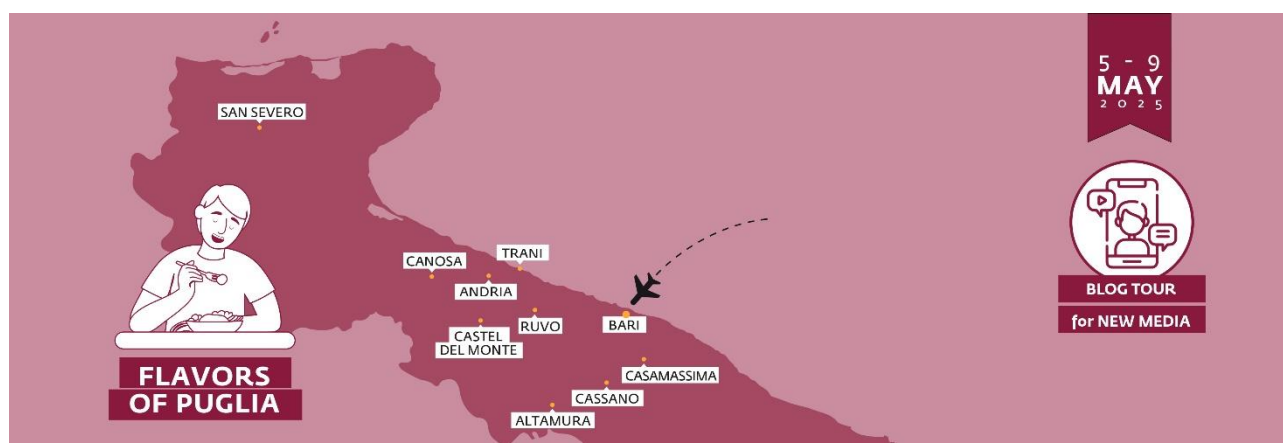 SAN SEVERO
CANOSA
TRANI
ANDRIA
CASTEL
DEL MONTE
RUVO
BARI
CASAMASSIMA
CASSANO
ALTAMURA
FLAVORS
OF PUGLIA
5 - 9
MAY
2025
BLOG TOUR
for NEW MEDIA